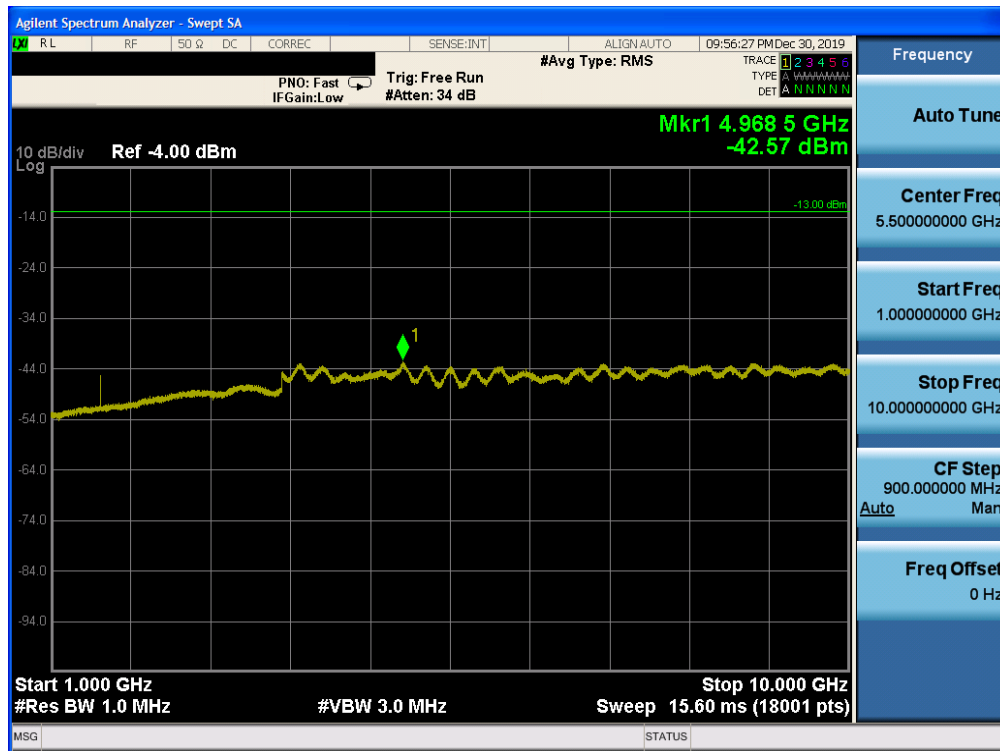 Agilent Spectrum Analyzer - Swept SA
LXI RL RF 50 Ω DC CORREC SENSE:INT ALIGN AUTO 09:56:27 PM Dec 30, 2019
Frequency
#Avg Type: RMS
TRACE 1 2 3 4 5 6
PNO: Fast Trig: Free Run
TYPE A WWWWW
IFGain:Low #Atten: 34 dB
DET A N N N N N
Auto Tune
Mkr1 4.968 5 GHz
-42.57 dBm
10 dB/div Ref -4.00 dBm
Log
-13.00 dBm
-14.0
-24.0
-34.0
-44.0
-54.0
-64.0
-74.0
-84.0
-94.0
1
Center Freq
5.500000000 GHz
Start Freq
1.000000000 GHz
Stop Freq
10.000000000 GHz
CF Step
900.000000 MHz
Auto Man
Freq Offset
0 Hz
Start 1.000 GHz Stop 10.000 GHz
#Res BW 1.0 MHz #VBW 3.0 MHz Sweep 15.60 ms (18001 pts)
MSG STATUS